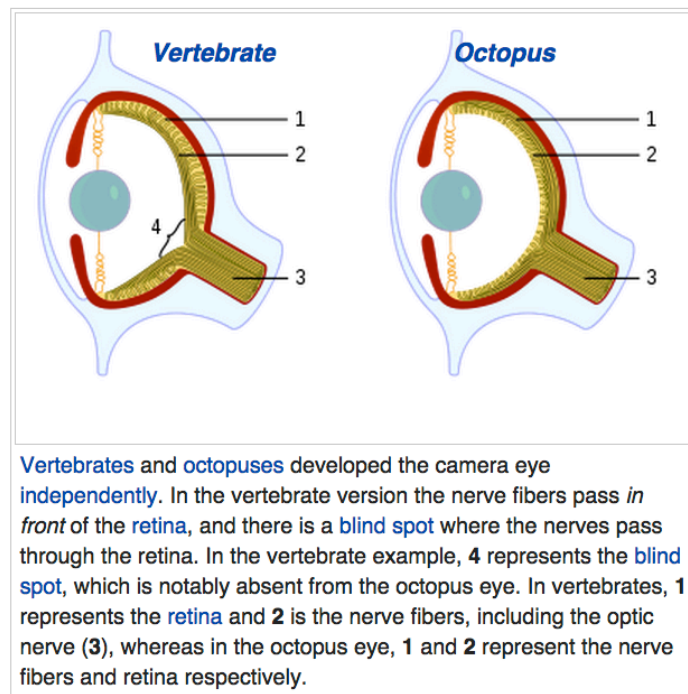 Vertebrate Octopus
1 1
2 2
4
3 3
Vertebrates and octopuses developed the camera eye
independently. In the vertebrate version the nerve fibers pass in
front of the retina, and there is a blind spot where the nerves pass
through the retina. In the vertebrate example, 4 represents the blind
spot, which is notably absent from the octopus eye. In vertebrates, 1
represents the retina and 2 is the nerve fibers, including the optic
nerve (3), whereas in the octopus eye, 1 and 2 represent the nerve
fibers and retina respectively.